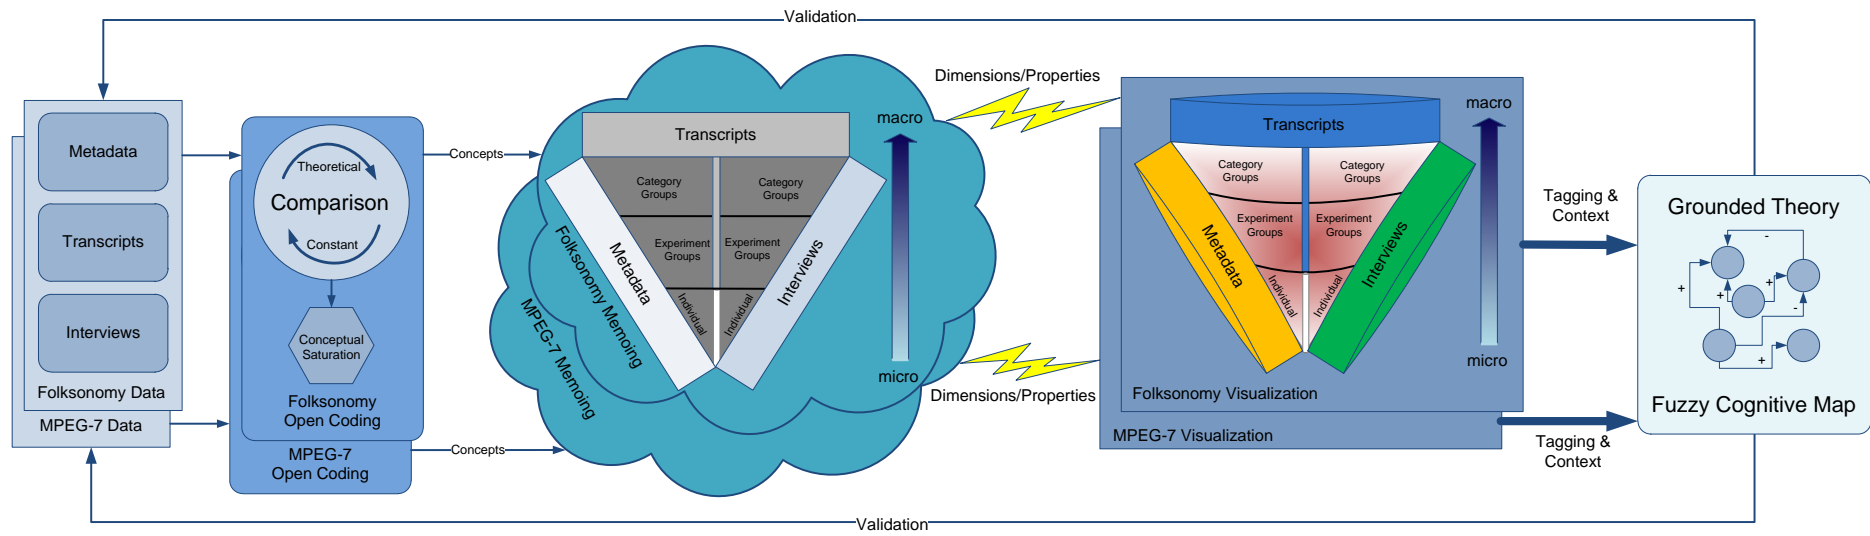 Validation
Metadata
Transcripts
Interviews
Folksonomy Data
MPEG-7 Data
Theoretical
Comparison
Constant
Conceptual
Saturation
Folksonomy
Open Coding
MPEG-7
Open Coding
Concepts
Concepts
Transcripts
Category
Groups
Category
Groups
Experiment
Groups
Experiment
Groups
Individual
Individual
Metadata
Interviews
Folksonomy Memoing
MPEG-7 Memoing
macro
micro
Dimensions/Properties
Dimensions/Properties
Transcripts
Category
Groups
Category
Groups
Experiment
Groups
Experiment
Groups
Individual
Individual
Metadata
Interviews
macro
micro
Folksonomy Visualization
MPEG-7 Visualization
Tagging &
Context
Tagging &
Context
Grounded Theory
-
+
+
+
-
+
Fuzzy Cognitive Map
Validation